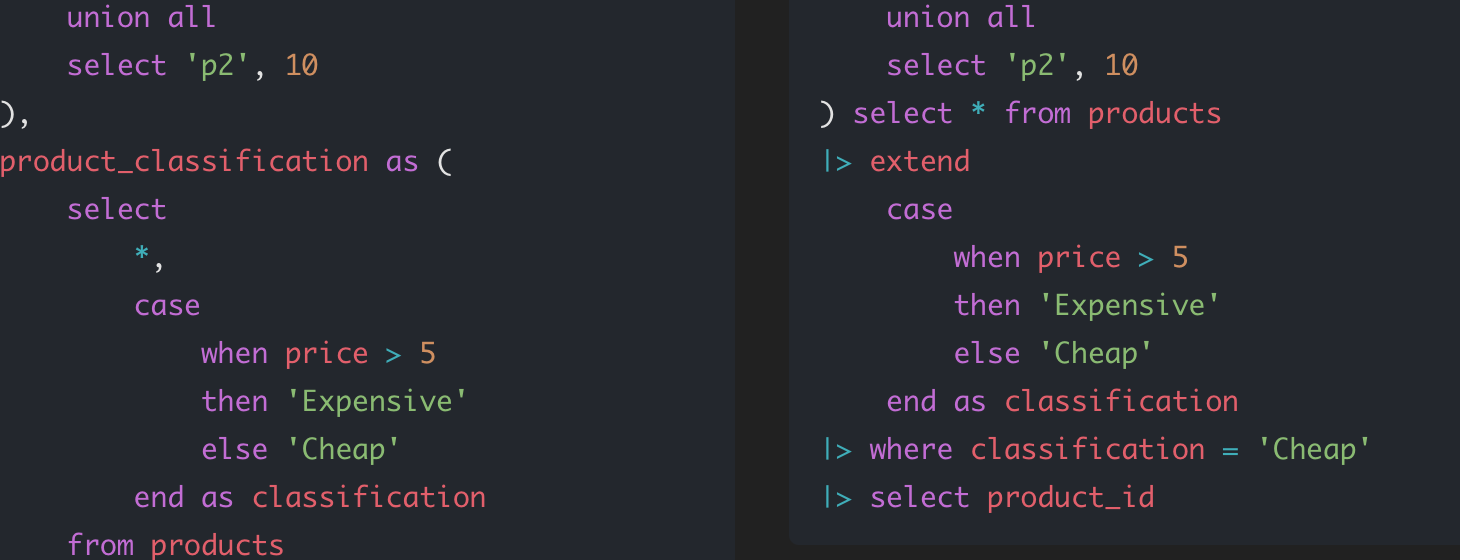 union all
    select 'p2', 10
),
product_classification as (
    select
        *,
        case
            when price > 5
            then 'Expensive'
            else 'Cheap'
        end as classification
    from products
    union all
    select 'p2', 10
) select * from products
|> extend
    case
        when price > 5
        then 'Expensive'
        else 'Cheap'
    end as classification
|> where classification = 'Cheap'
|> select product_id